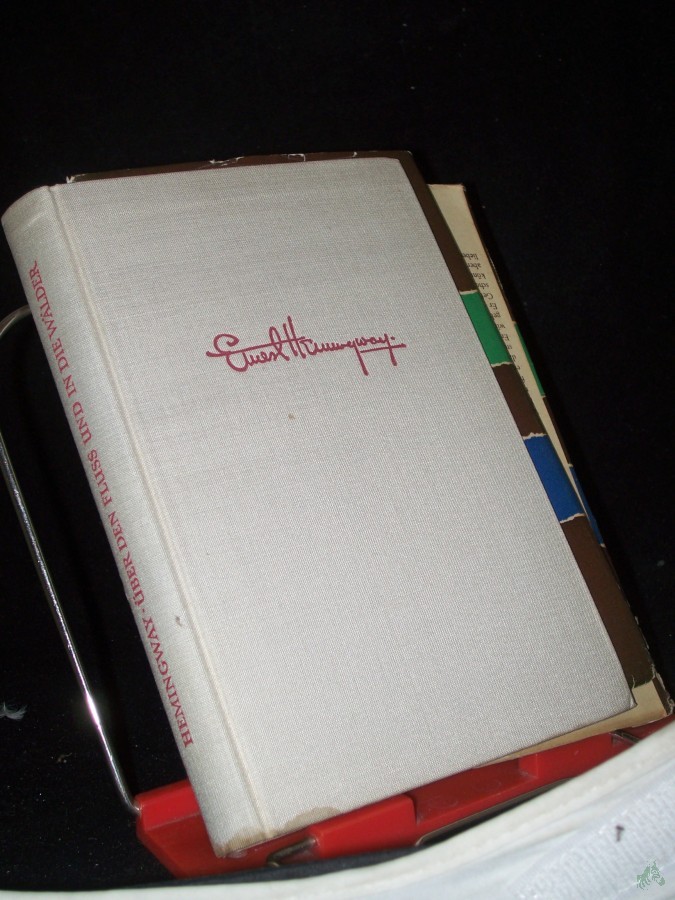 HEMINGWAY · ÜBER DEN FLUSS UND IN DIE WÄLDER
Ernest Hemingway.